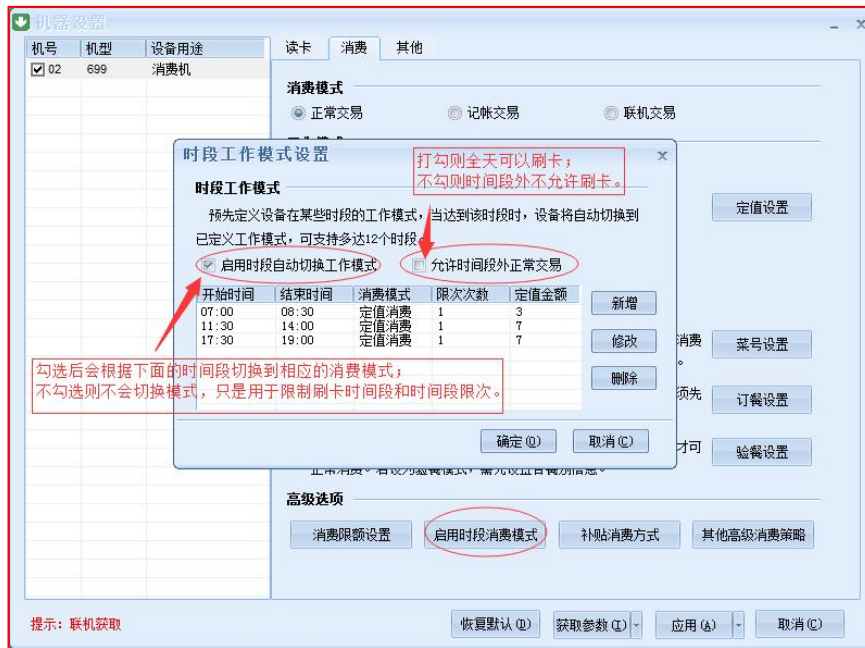 机器设置
机号 机型 设备用途
02 699 消费机
读卡 消费 其他
消费模式
正常交易 记帐交易 联机交易
时段工作模式设置
打勾则全天可以刷卡；
不勾则时间段外不允许刷卡。
时段工作模式
预先定义设备在某些时段的工作模式，当达到该时段时，设备将自动切换到
已定义工作模式，可支持多达12个时段。
启用时段自动切换工作模式 允许时间段外正常交易
开始时间 结束时间 消费模式 限次次数 定值金额
07:00 08:30 定值消费 1 3
11:30 14:00 定值消费 1 7
17:30 19:00 定值消费 1 7
新增
修改
删除
勾选后会根据下面的时间段切换到相应的消费模式；
不勾选则不会切换模式，只是用于限制刷卡时间段和时间段限次。
确定(O) 取消(C)
定值设置
消费 菜号设置
须先 订餐设置
才可 验餐设置
高级选项
消费限额设置 启用时段消费模式 补贴消费方式 其他高级消费策略
提示：联机获取
恢复默认(D) 获取参数(I) 应用(A) 取消(C)